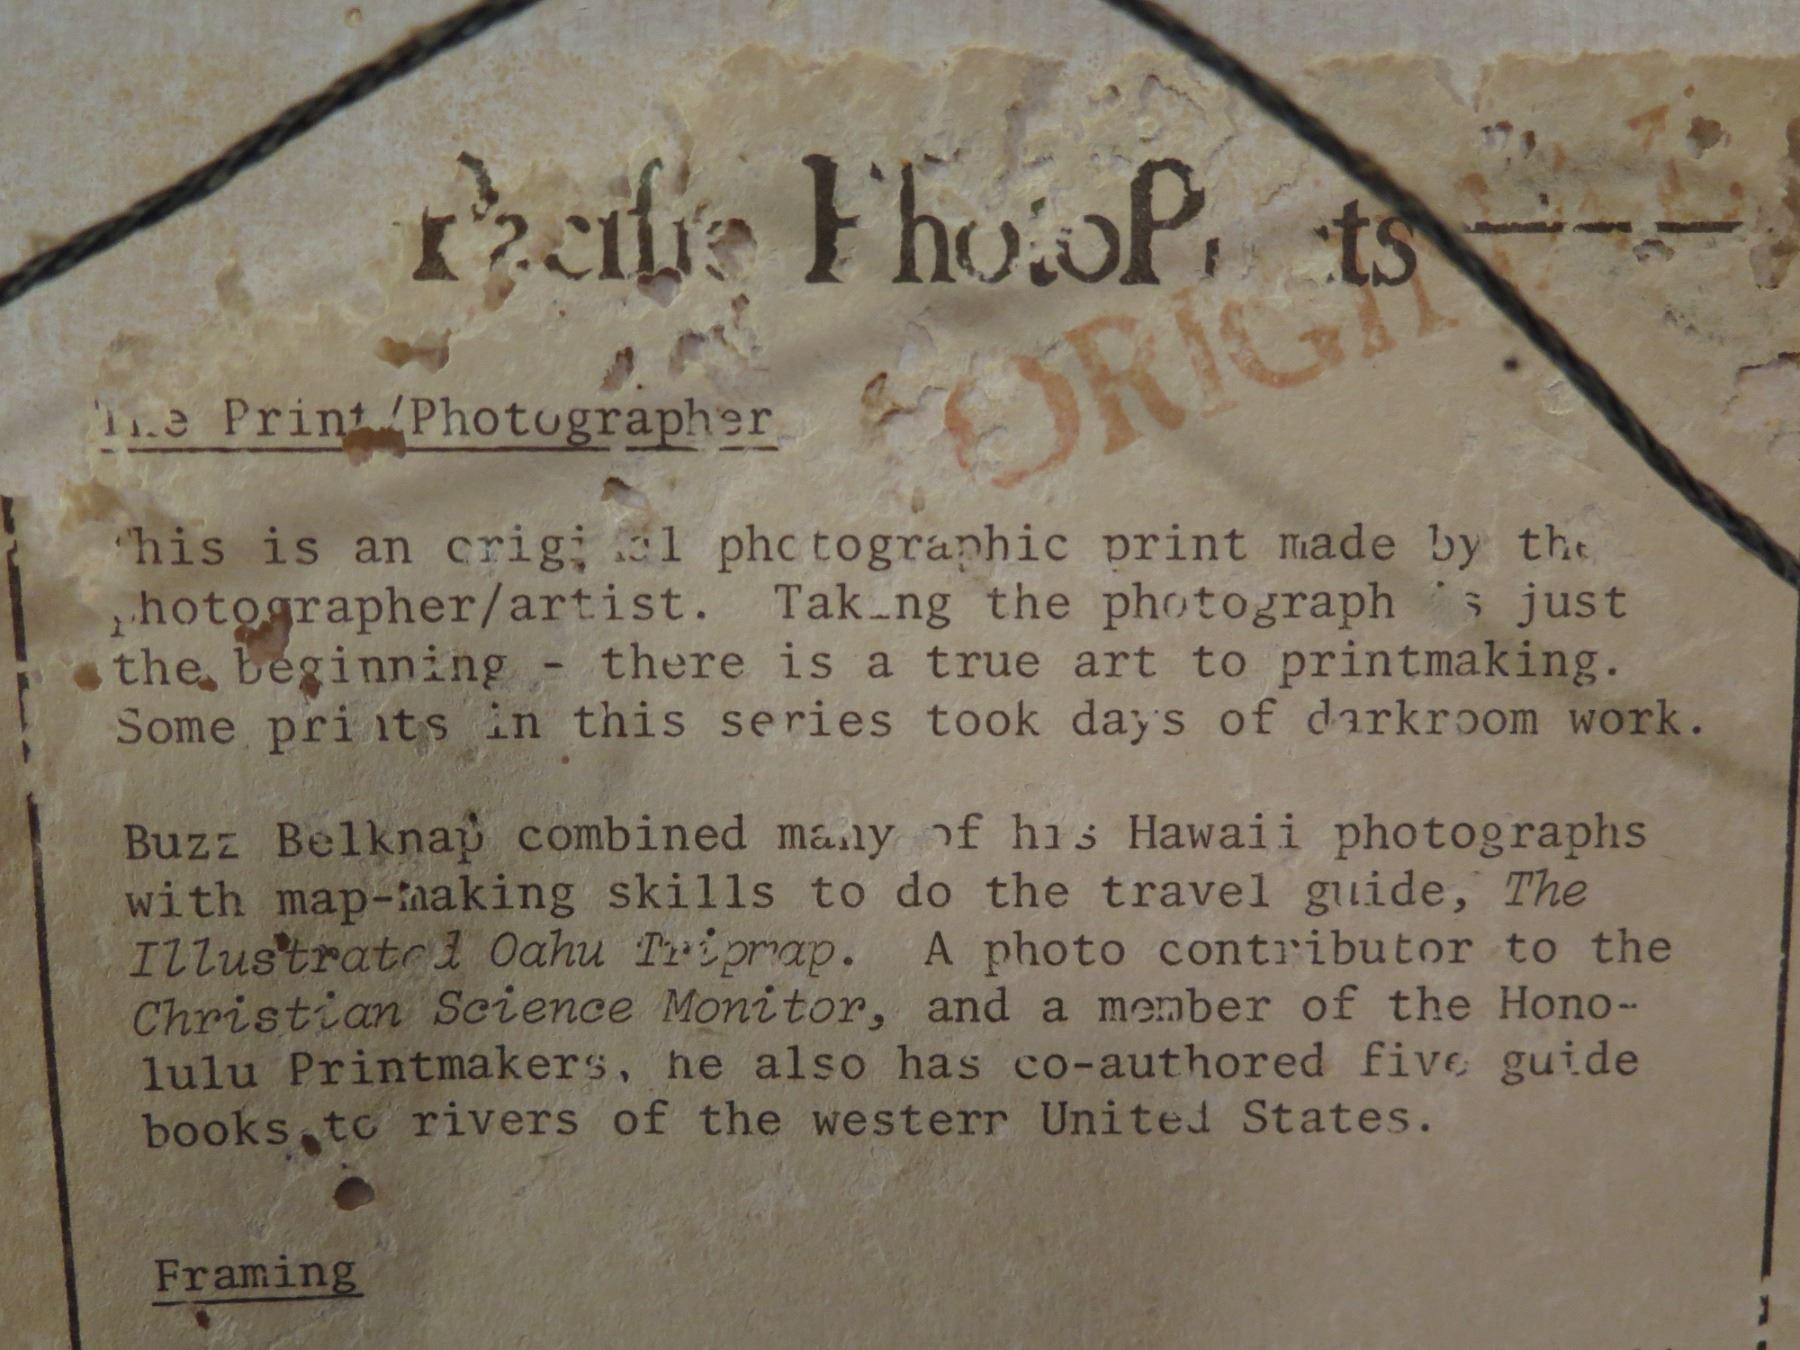 Pacific PhotoPrints
ORIGIN
The Print/Photographer
This is an original photographic print made by the
photographer/artist. Taking the photograph is just
the beginning - there is a true art to printmaking.
Some prints in this series took days of darkroom work.
Buzz Belknap combined many of his Hawaii photographs
with map-making skills to do the travel guide, The
Illustrated Oahu Tripmap. A photo contributor to the
Christian Science Monitor, and a member of the Hono-
lulu Printmakers, he also has co-authored five guide
books to rivers of the western United States.
Framing